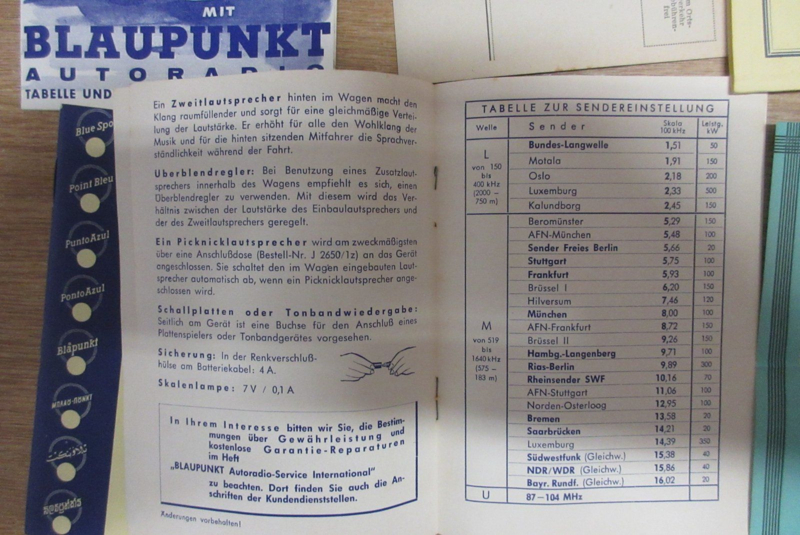 MIT
BLAUPUNKT
AUTORADIO
TABELLE UND
Blue Spo
Point Bleu
Punto Azul
Ponto Azul
Blåpunkt
Ein Zweitlautsprecher hinten im Wagen macht den
Klang raumfüllender und sorgt für eine gleichmäßige Vertei-
lung der Lautstärke. Er erhöht für alle den Wohlklang der
Musik und für die hinten sitzenden Mitfahrer die Sprachver-
ständlichkeit während der Fahrt.
Überblendregler: Bei Benutzung eines Zusatzlaut-
sprechers innerhalb des Wagens empfiehlt es sich, einen
Überblendregler zu verwenden. Mit diesem wird das Ver-
hältnis zwischen der Lautstärke des Einbaulautsprechers und
der des Zweitlautsprechers geregelt.
Ein Picknicklautsprecher wird am zweckmäßigsten
über eine Anschlußdose (Bestell-Nr. J 2650/1z) an das Gerät
angeschlossen. Sie schaltet den im Wagen eingebauten Laut-
sprecher automatisch ab, wenn ein Picknicklautsprecher ange-
schlossen wird.
Schallplatten oder Tonbandwiedergabe:
Seitlich am Gerät ist eine Buchse für den Anschluß eines
Plattenspielers oder Tonbandgerätes vorgesehen.
Sicherung: In der Renkverschluß-
hülse am Batteriekabel: 4 A.
Skalenlampe: 7 V / 0,1 A
In Ihrem Interesse bitten wir Sie, die Bestim-
mungen über Gewährleistung und
kostenlose Garantie-Reparaturen
im Heft
„BLAUPUNKT Autoradio-Service International"
zu beachten. Dort finden Sie auch die An-
schriften der Kundendienststellen.
Änderungen vorbehalten!
TABELLE ZUR SENDEREINSTELLUNG
Welle Sender Skala 100 kHz Leistg. kW
L
von 150
bis
400 kHz
(2000 –
750 m)
Bundes-Langwelle 1,51 50
Motala 1,91 150
Oslo 2,18 200
Luxemburg 2,33 500
Kalundborg 2,45 150
M
von 519
bis
1640 kHz
(575 –
183 m)
Beromünster 5,29 150
AFN-München 5,48 100
Sender Freies Berlin 5,66 20
Stuttgart 5,75 100
Frankfurt 5,93 100
Brüssel I 6,20 150
Hilversum 7,46 120
München 8,00 100
AFN-Frankfurt 8,72 150
Brüssel II 9,26 150
Hambg.-Langenberg 9,71 100
Rias-Berlin 9,89 300
Rheinsender SWF 10,16 70
AFN-Stuttgart 11,06 100
Norden-Osterloog 12,95 100
Bremen 13,58 20
Saarbrücken 14,21 20
Luxemburg 14,39 350
Südwestfunk (Gleichw.) 15,38 40
NDR/WDR (Gleichw.) 15,86 40
Bayr. Rundf. (Gleichw.) 16,02 20
U 87 – 104 MHz